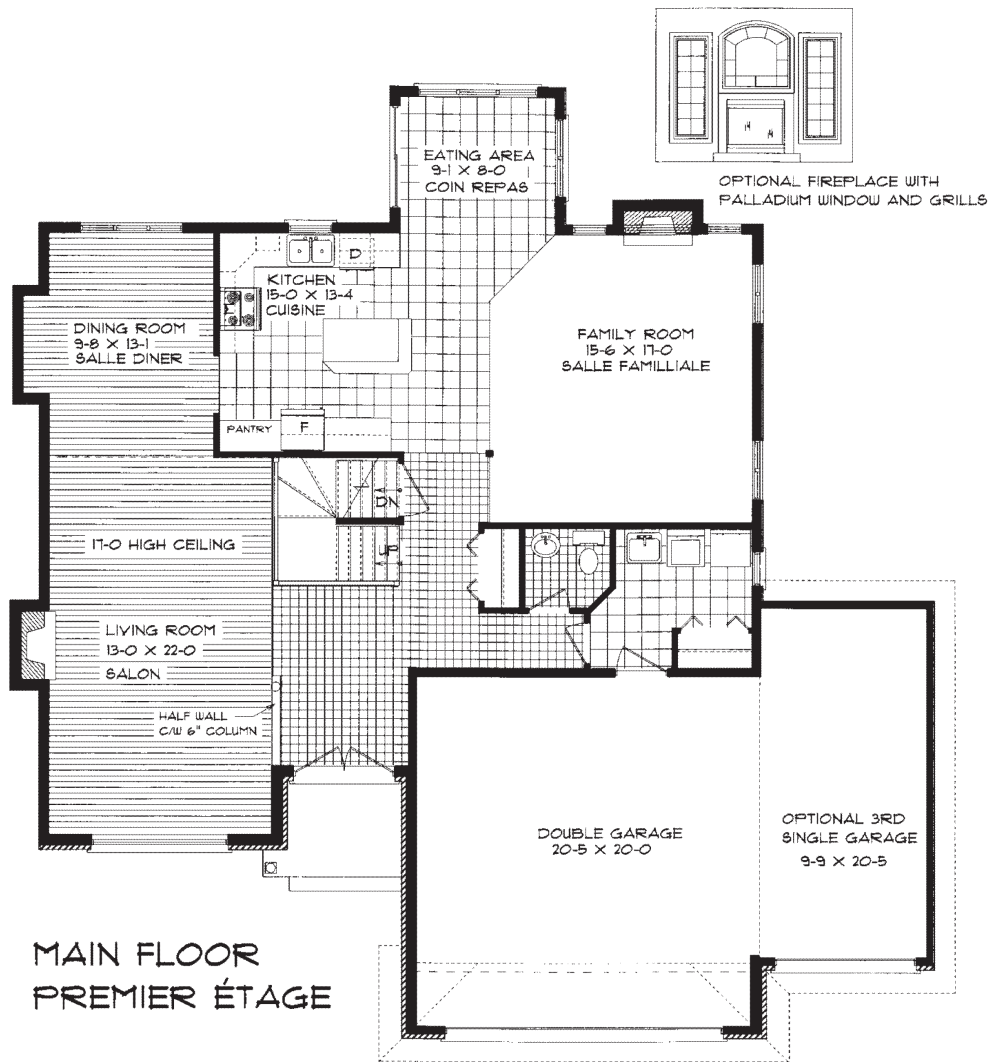 OPTIONAL FIREPLACE WITH
PALLADIUM WINDOW AND GRILLS
EATING AREA
9-1 X 8-0
COIN REPAS
D
KITCHEN
15-0 X 13-4
CUISINE
DINING ROOM
9-8 X 13-1
SALLE DINER
FAMILY ROOM
15-6 X 17-0
SALLE FAMILLIALE
PANTRY
F
DN
UP
17-0 HIGH CEILING
LIVING ROOM
13-0 X 22-0
SALON
HALF WALL
C/W 6" COLUMN
DOUBLE GARAGE
20-5 X 20-0
OPTIONAL 3RD
SINGLE GARAGE
9-9 X 20-5
MAIN FLOOR
PREMIER ÉTAGE